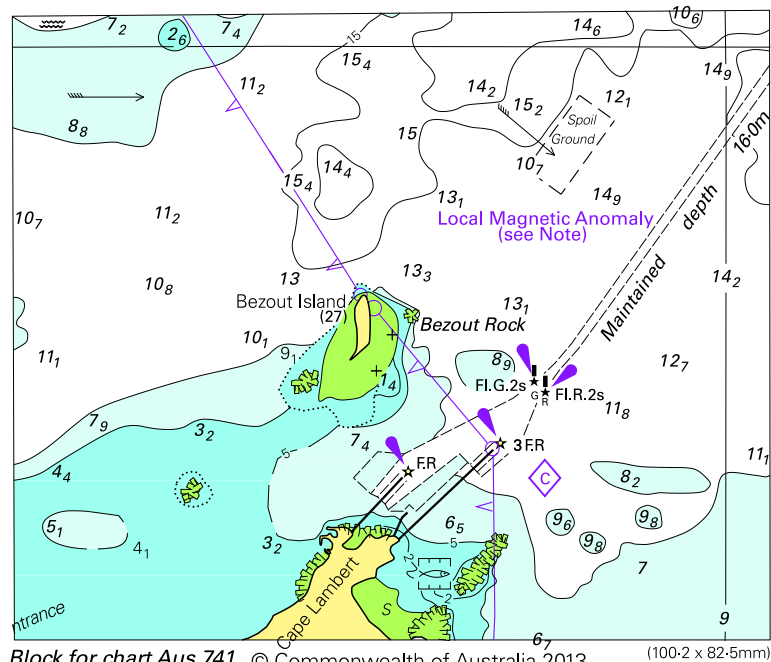 7₂
2₆
7₄
15
15₄
14₆
10₆
11₂
14₂
15₂
12₁
14₉
Spoil
Ground
16·0m
8₈
15
10₇
14₄
15₄
13₁
14₉
depth
10₇
11₂
Local Magnetic Anomaly
(see Note)
10₈
13
13₃
14₂
Bezout Island
(27)
13₁
Maintained
Bezout Rock
10₁
9₁
11₁
8₉
12₇
1₄
Fl.G.2s
G
R
Fl.R.2s
11₈
7₉
3₂
7₄
5
3 F.R
11₁
4₄
F.R
C
8₂
5₁
4₁
3₂
6₅
5
9₆
9₈
9₈
2
2
7
Cape Lambert
S
ntrance
6₇
9
Block for chart Aus 741 © Commonwealth of Australia 2013 (100·2 x 82·5mm)